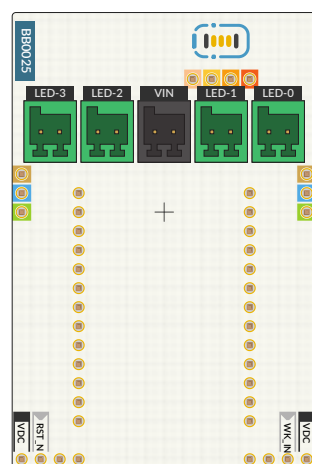 BB0025
LED-3
LED-2
VIN
LED-1
LED-0
VDC
RST_N
WK_IN
VDC